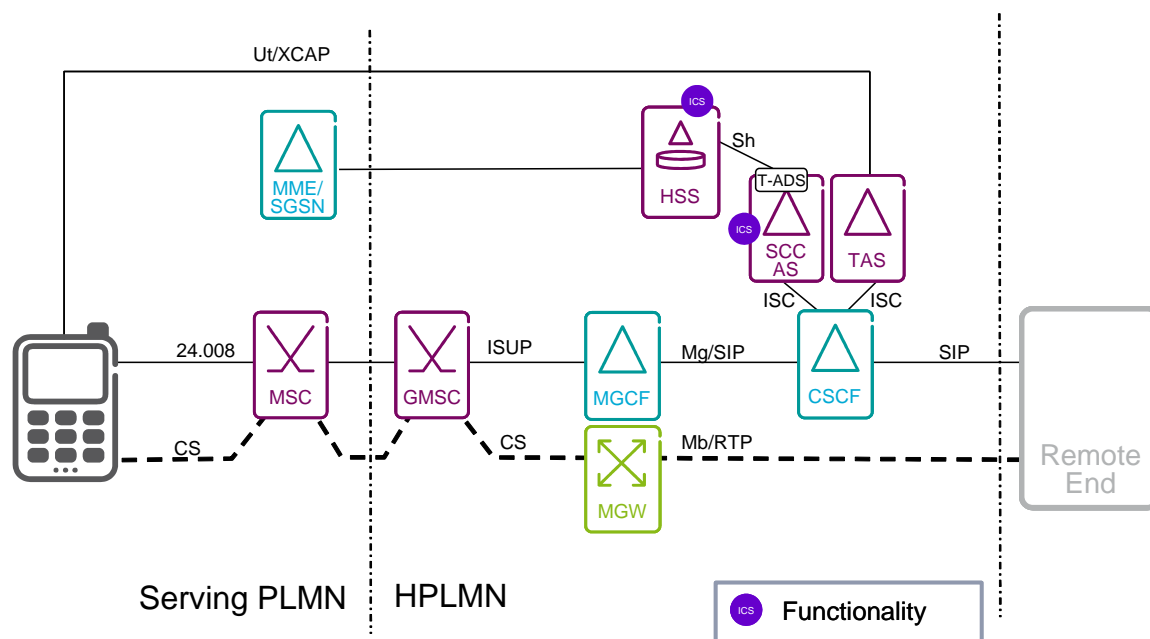 Ut/XCAP
ICS
Sh
MME/
SGSN
HSS
T-ADS
ICS
SCC
AS
TAS
ISC
ISC
24.008
ISUP
Mg/SIP
SIP
MSC
GMSC
MGCF
CSCF
CS
CS
Mb/RTP
Remote
End
MGW
Serving PLMN
HPLMN
ICS
Functionality